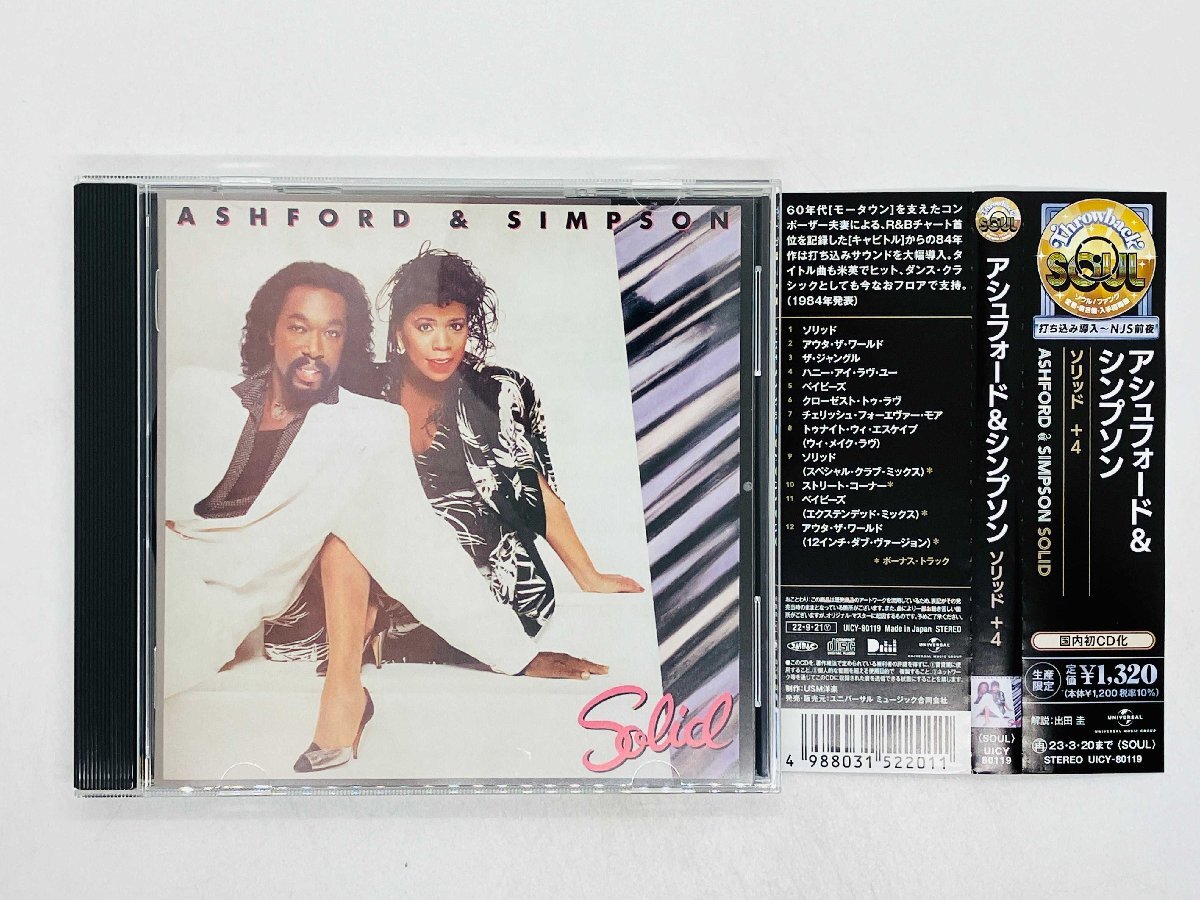 ASHFORD & SIMPSON
Solid
60年代[モータウン]を支えたコン
ポーザー夫妻による、R&Bチャート首
位を記録した[キャピトル]からの84年
作は打ち込みサウンドを大幅導入。タ
イトル曲も米英でヒット、ダンス・クラ
シックとしても今なおフロアで支持。
(1984年発表)
1 ソリッド
2 アウタ・ザ・ワールド
3 ザ・ジャングル
4 ハニー・アイ・ラヴ・ユー
5 ベイビーズ
6 クローゼスト・トゥ・ラヴ
7 チェリッシュ・フォーエヴァー・モア
8 トゥナイト・ウィ・エスケイプ
(ウィ・メイク・ラヴ)
9 ソリッド
(スペシャル・クラブ・ミックス)*
10 ストリート・コーナー*
11 ベイビーズ
(エクステンデッド・ミックス)*
12 アウタ・ザ・ワールド
(12インチ・ダブ・ヴァージョン)*
*ボーナス・トラック
22・9・21Ⓨ UICY-80119 Made in Japan STEREO
制作:USM洋楽
発売・販売元:ユニバーサル ミュージック合同会社
4 988031 522011
SOUL
アシュフォード&シンプソン ソリッド +4
〈SOUL〉
UICY
80119
Throwback
SOUL
打ち込み導入〜NJS前夜
アシュフォード&
シンプソン
ソリッド +4
ASHFORD & SIMPSON SOLID
国内初CD化
生産
限定
定価 ¥1,320
(本体¥1,200 税率10%)
解説:出田 圭
UNIVERSAL
UNIVERSAL MUSIC GROUP
再 23・3・20まで 〈SOUL〉
STEREO UICY-80119